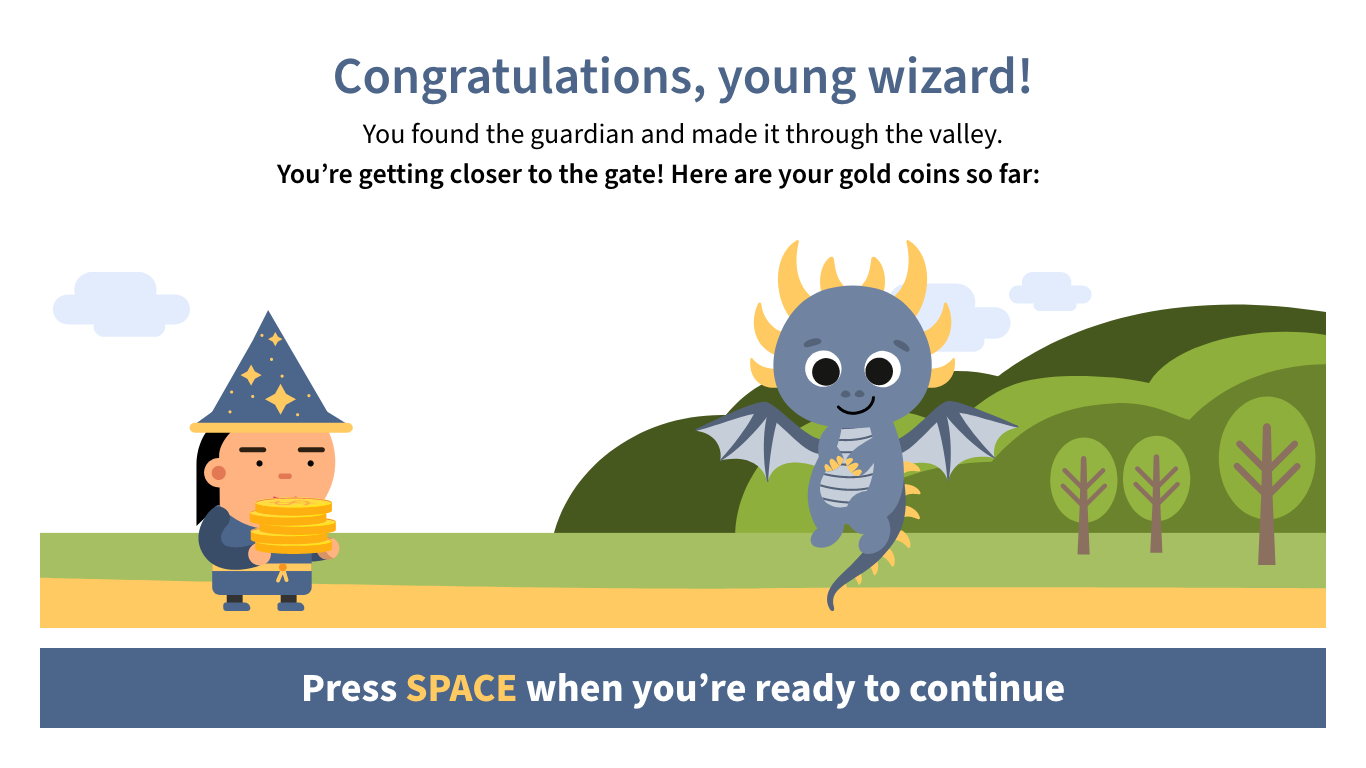 Congratulations, young wizard!
You found the guardian and made it through the valley.
You’re getting closer to the gate! Here are your gold coins so far:
Press SPACE when you’re ready to continue